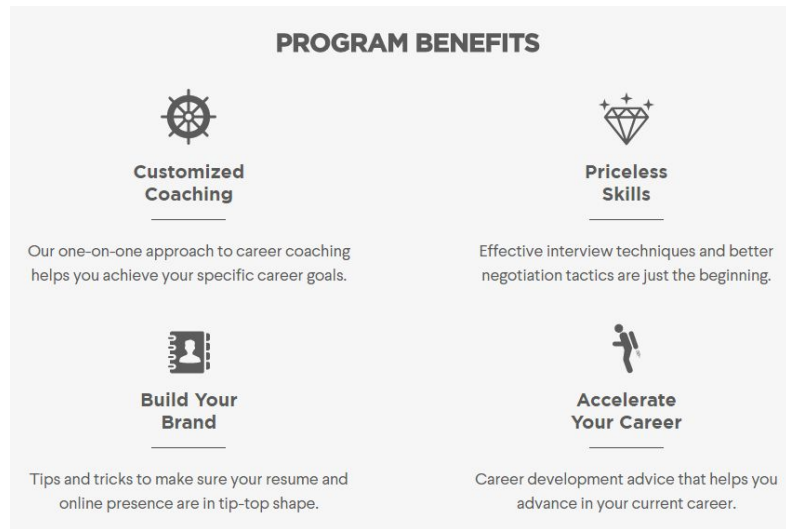 PROGRAM BENEFITS
Customized
Coaching
Our one-on-one approach to career coaching
helps you achieve your specific career goals.
Priceless
Skills
Effective interview techniques and better
negotiation tactics are just the beginning.
Build Your
Brand
Tips and tricks to make sure your resume and
online presence are in tip-top shape.
Accelerate
Your Career
Career development advice that helps you
advance in your current career.